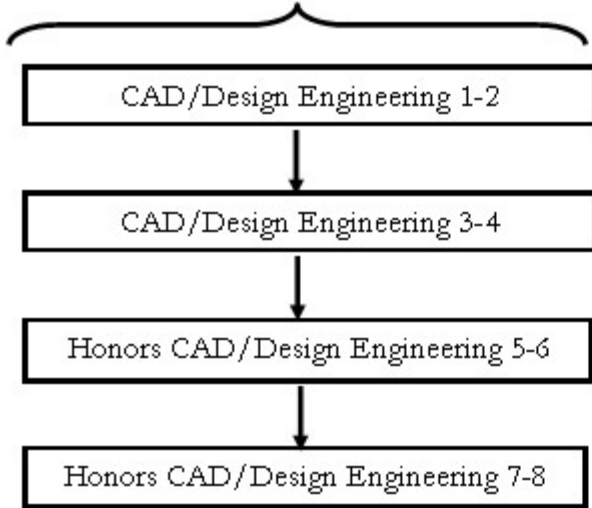 CAD/Design Engineering 1-2
CAD/Design Engineering 3-4
Honors CAD/Design Engineering 5-6
Honors CAD/Design Engineering 7-8